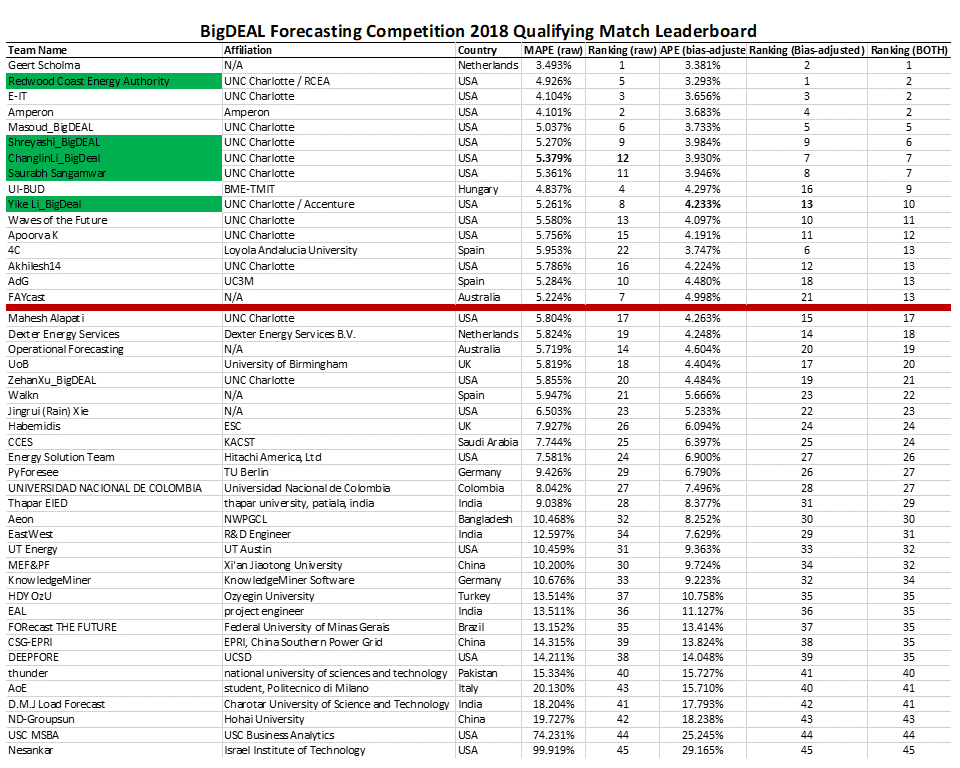 BigDEAL Forecasting Competition 2018 Qualifying Match Leaderboard
Team Name Affiliation Country MAPE (raw) Ranking (raw) APE (bias-adjuste Ranking (Bias-adjusted) Ranking (BOTH)
Geert Scholma N/A Netherlands 3.493% 1 3.381% 2 1
Redwood Coast Energy Authority UNC Charlotte / RCEA USA 4.926% 5 3.293% 1 2
E-IT UNC Charlotte USA 4.104% 3 3.656% 3 2
Amperon Amperon USA 4.101% 2 3.683% 4 2
Masoud_BigDEAL UNC Charlotte USA 5.037% 6 3.733% 5 5
Shreyashi_BigDEAL UNC Charlotte USA 5.270% 9 3.984% 9 6
ChanglinLi_BigDeal UNC Charlotte USA 5.379% 12 3.930% 7 7
Saurabh Sangamwar UNC Charlotte USA 5.361% 11 3.946% 8 7
UI-BUD BME-TMIT Hungary 4.837% 4 4.297% 16 9
Yike Li_BigDeal UNC Charlotte / Accenture USA 5.261% 8 4.233% 13 10
Waves of the Future UNC Charlotte USA 5.580% 13 4.097% 10 11
Apoorva K UNC Charlotte USA 5.756% 15 4.191% 11 12
4C Loyola Andalucia University Spain 5.953% 22 3.747% 6 13
Akhilesh14 UNC Charlotte USA 5.786% 16 4.224% 12 13
AdG UC3M Spain 5.284% 10 4.480% 18 13
FAYcast N/A Australia 5.224% 7 4.998% 21 13
Mahesh Alapati UNC Charlotte USA 5.804% 17 4.263% 15 17
Dexter Energy Services Dexter Energy Services B.V. Netherlands 5.824% 19 4.248% 14 18
Operational Forecasting N/A Australia 5.719% 14 4.604% 20 19
UoB University of Birmingham UK 5.819% 18 4.404% 17 20
ZehanXu_BigDEAL UNC Charlotte USA 5.855% 20 4.484% 19 21
Walkn N/A Spain 5.947% 21 5.666% 23 22
Jingrui (Rain) Xie N/A USA 6.503% 23 5.233% 22 23
Habemidis ESC UK 7.927% 26 6.094% 24 24
CCES KACST Saudi Arabia 7.744% 25 6.397% 25 24
Energy Solution Team Hitachi America, Ltd USA 7.581% 24 6.900% 27 26
PyForesee TU Berlin Germany 9.426% 29 6.790% 26 27
UNIVERSIDAD NACIONAL DE COLOMBIA Universidad Nacional de Colombia Colombia 8.042% 27 7.496% 28 27
Thapar EIED thapar university, patiala, india India 9.038% 28 8.377% 31 29
Aeon NWPGCL Bangladesh 10.468% 32 8.252% 30 30
EastWest R&D Engineer India 12.597% 34 7.629% 29 31
UT Energy UT Austin USA 10.459% 31 9.363% 33 32
MEF&PF Xi'an Jiaotong University China 10.200% 30 9.724% 34 32
KnowledgeMiner KnowledgeMiner Software Germany 10.676% 33 9.223% 32 34
HDY OzU Ozyegin University Turkey 13.514% 37 10.758% 35 35
EAL project engineer India 13.511% 36 11.127% 36 35
FORecast THE FUTURE Federal University of Minas Gerais Brazil 13.152% 35 13.414% 37 35
CSG-EPRI EPRI, China Southern Power Grid China 14.315% 39 13.824% 38 35
DEEPFORE UCSD USA 14.211% 38 14.048% 39 35
thunder national university of sciences and technology Pakistan 15.334% 40 15.727% 41 40
AoE student, Politecnico di Milano Italy 20.130% 43 15.710% 40 41
D.M.J Load Forecast Charotar University of Science and Technology India 18.204% 41 17.793% 42 41
ND-Groupsun Hohai University China 19.727% 42 18.238% 43 43
USC MSBA USC Business Analytics USA 74.231% 44 25.245% 44 44
Nesankar Israel Institute of Technology USA 99.919% 45 29.165% 45 45